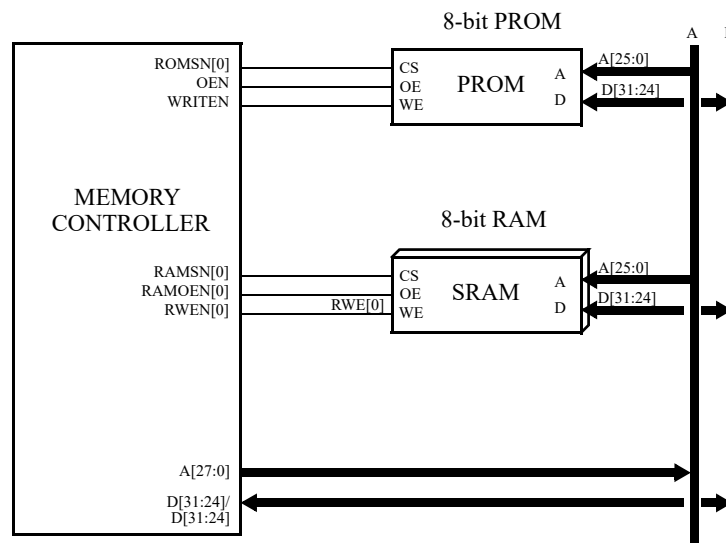 8-bit PROM
A
ROMSN[0]
OEN
WRITEN
CS
OE
WE
PROM
A
D
A[25:0]
D[31:24]
MEMORY
CONTROLLER
8-bit RAM
RAMSN[0]
RAMOEN[0]
RWEN[0]
RWE[0]
CS
OE
WE
SRAM
A
D
A[25:0]
D[31:24]
A[27:0]
D[31:24]/
D[31:24]